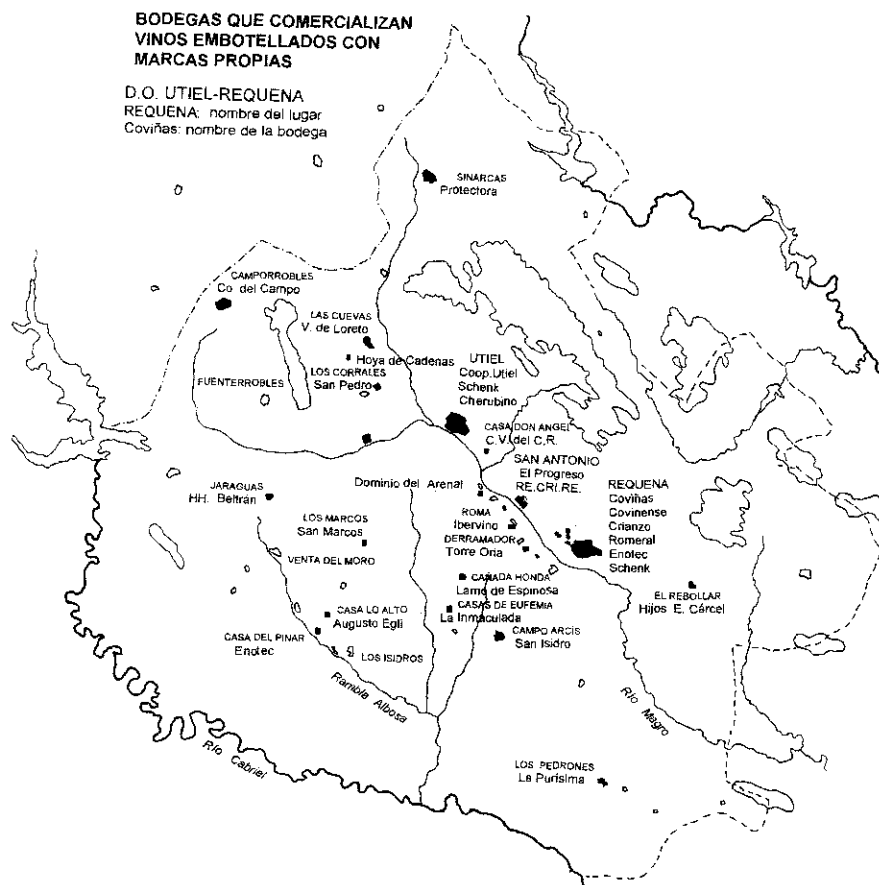 BODEGAS QUE COMERCIALIZAN
VINOS EMBOTELLADOS CON
MARCAS PROPIAS
D.O. UTIEL-REQUENA
REQUENA: nombre del lugar
Coviñas: nombre de la bodega
SINARCAS
Protectora
CAMPORROBLES
Co. del Campo
LAS CUEVAS
V. de Loreto
Hoya de Cadenas
LOS CORRALES
San Pedro
FUENTERROBLES
UTIEL
Coop.Utiel
Schenk
Cherubino
CASA DON ANGEL
C.V. del C.R.
SAN ANTONIO
El Progreso
RE.CRI.RE.
Dominio del Arenal
JARAGUAS
HH. Beltrán
REQUENA
Coviñas
Covinense
Crianzo
Romeral
Enotec
Schenk
ROMA
Ibervino
LOS MARCOS
San Marcos
DERRAMADOR
Torre Oria
VENTA DEL MORO
CAÑADA HONDA
Lamo de Espinosa
EL REBOLLAR
Hijos E. Cárcel
CASA LO ALTO
Augusto Egli
CASAS DE EUFEMIA
La Inmaculada
CASA DEL PINAR
Enotec
CAMPO ARCIS
San Isidro
LOS ISIDROS
Rambla Albosa
Río Magro
Río Cabriel
LOS PEDRONES
La Purísima